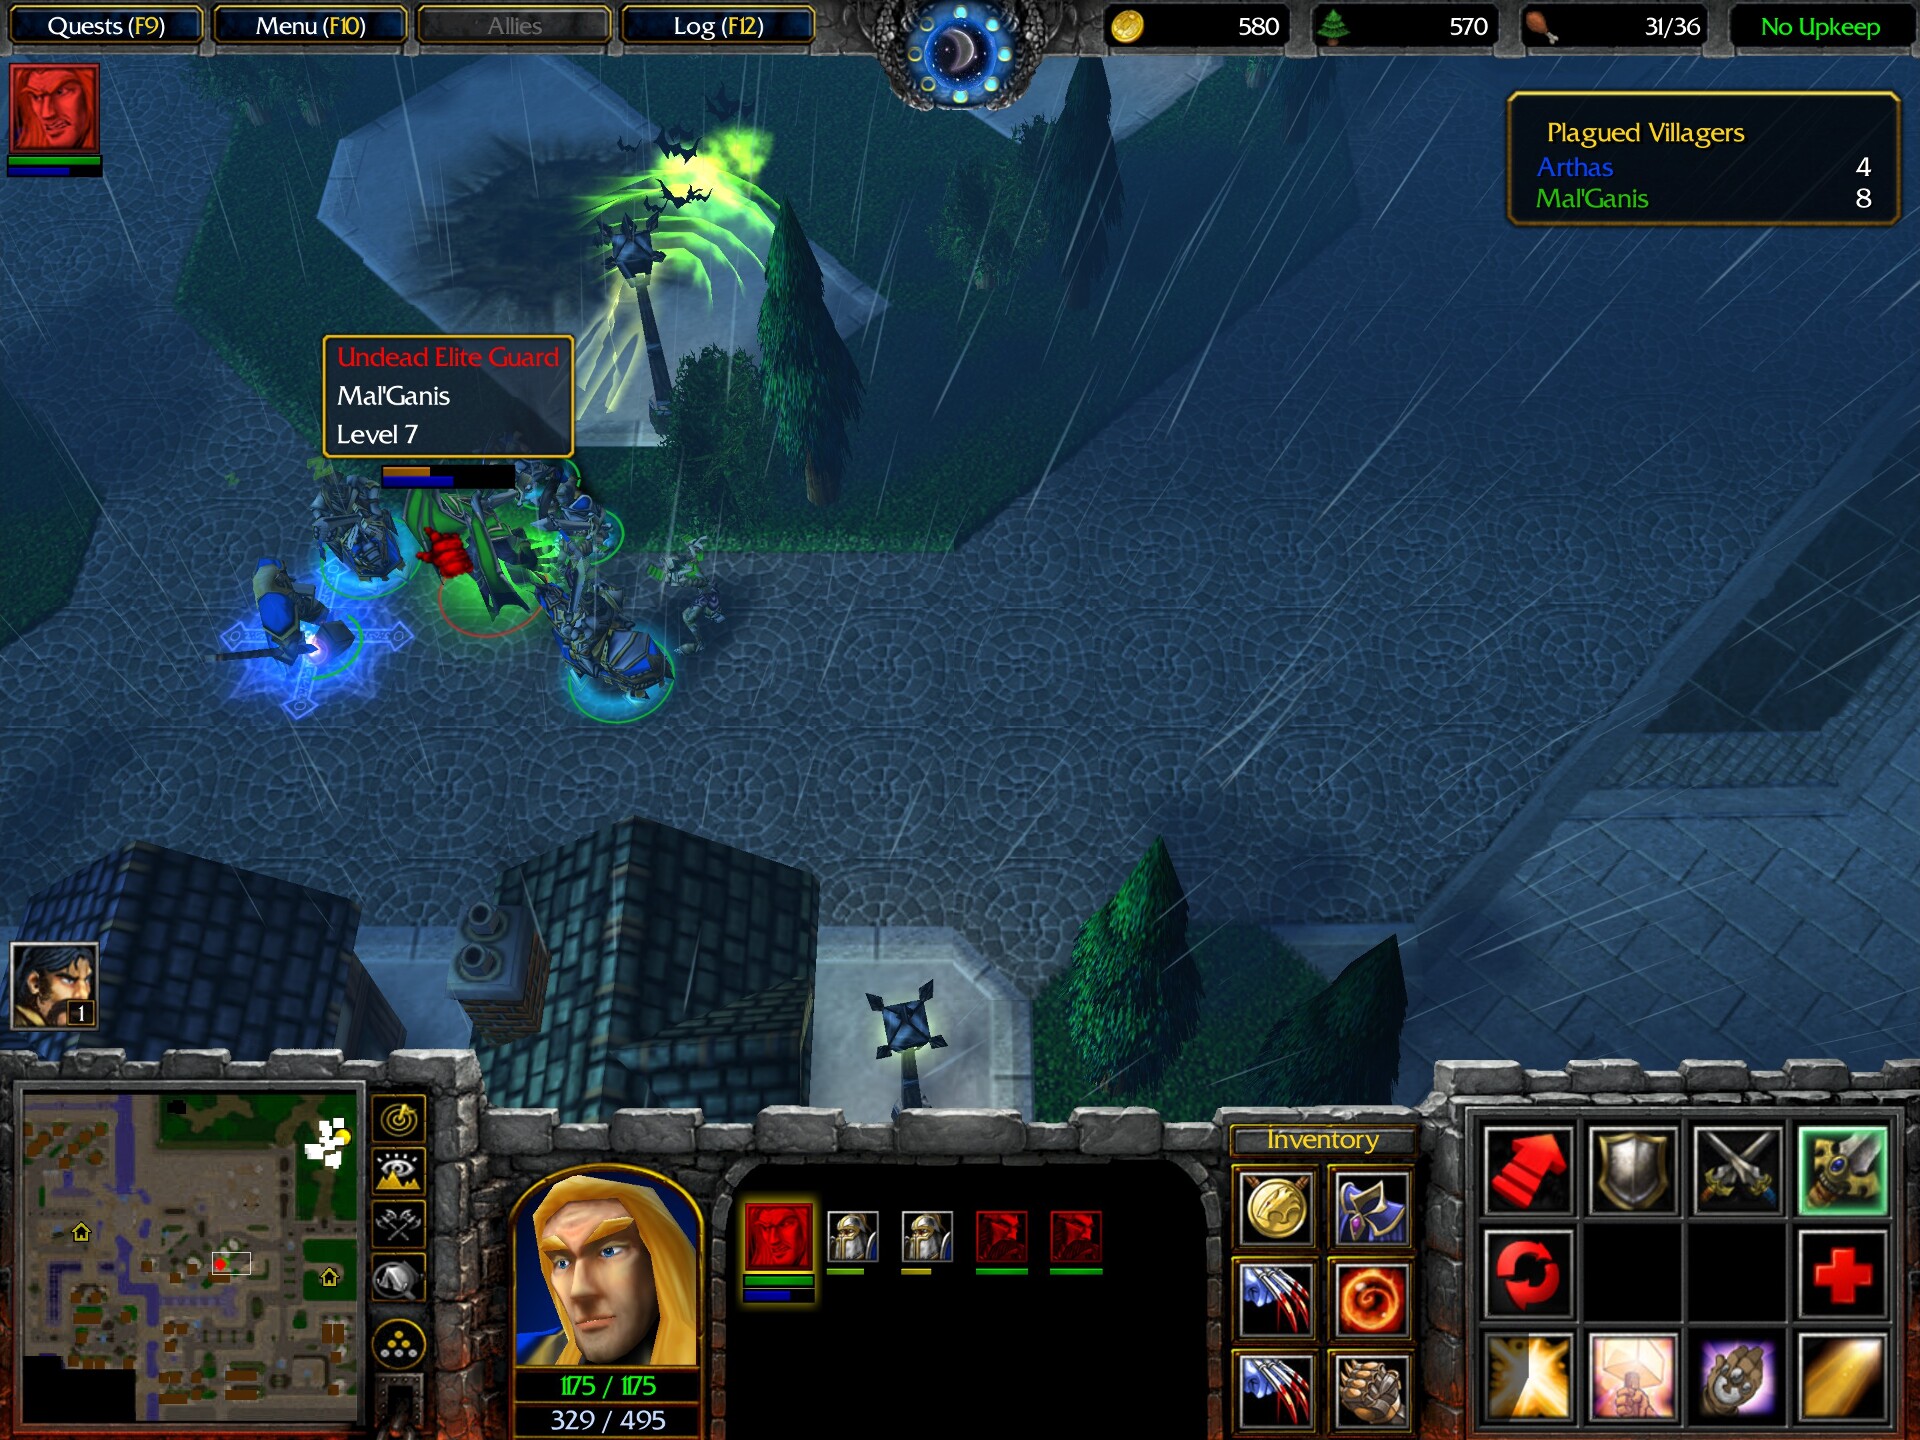 Quests (F9)
Menu (F10)
Allies
Log (F12)
580
570
31/36
No Upkeep
Plagued Villagers
Arthas 4
Mal'Ganis 8
Undead Elite Guard
Mal'Ganis
Level 7
1
Inventory
1175 / 1175
329 / 495